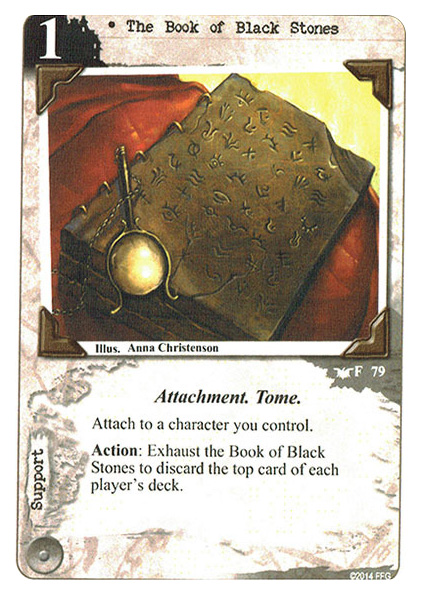 1
• The Book of Black Stones
Illus. Anna Christenson
F 79
Attachment. Tome.
Attach to a character you control.
Action: Exhaust the Book of Black
Stones to discard the top card of each
player's deck.
Support
©2014 FFG